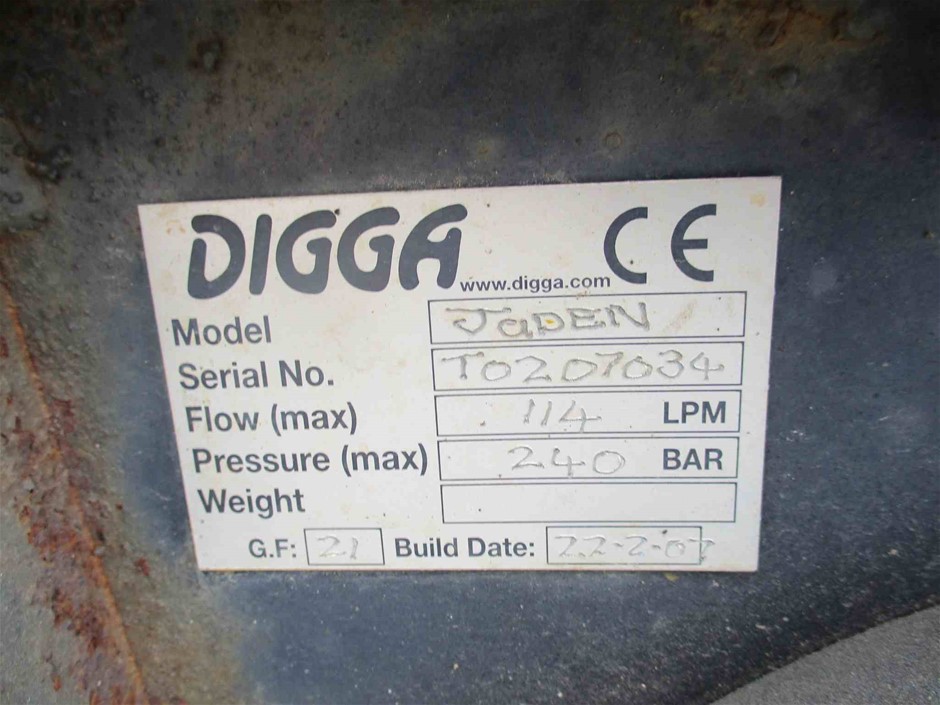 DIGGA CE
www.digga.com
Model JaDEN
Serial No. T0207034
Flow (max) 114 LPM
Pressure (max) 240 BAR
Weight
G.F: 21 Build Date: 22-2-07